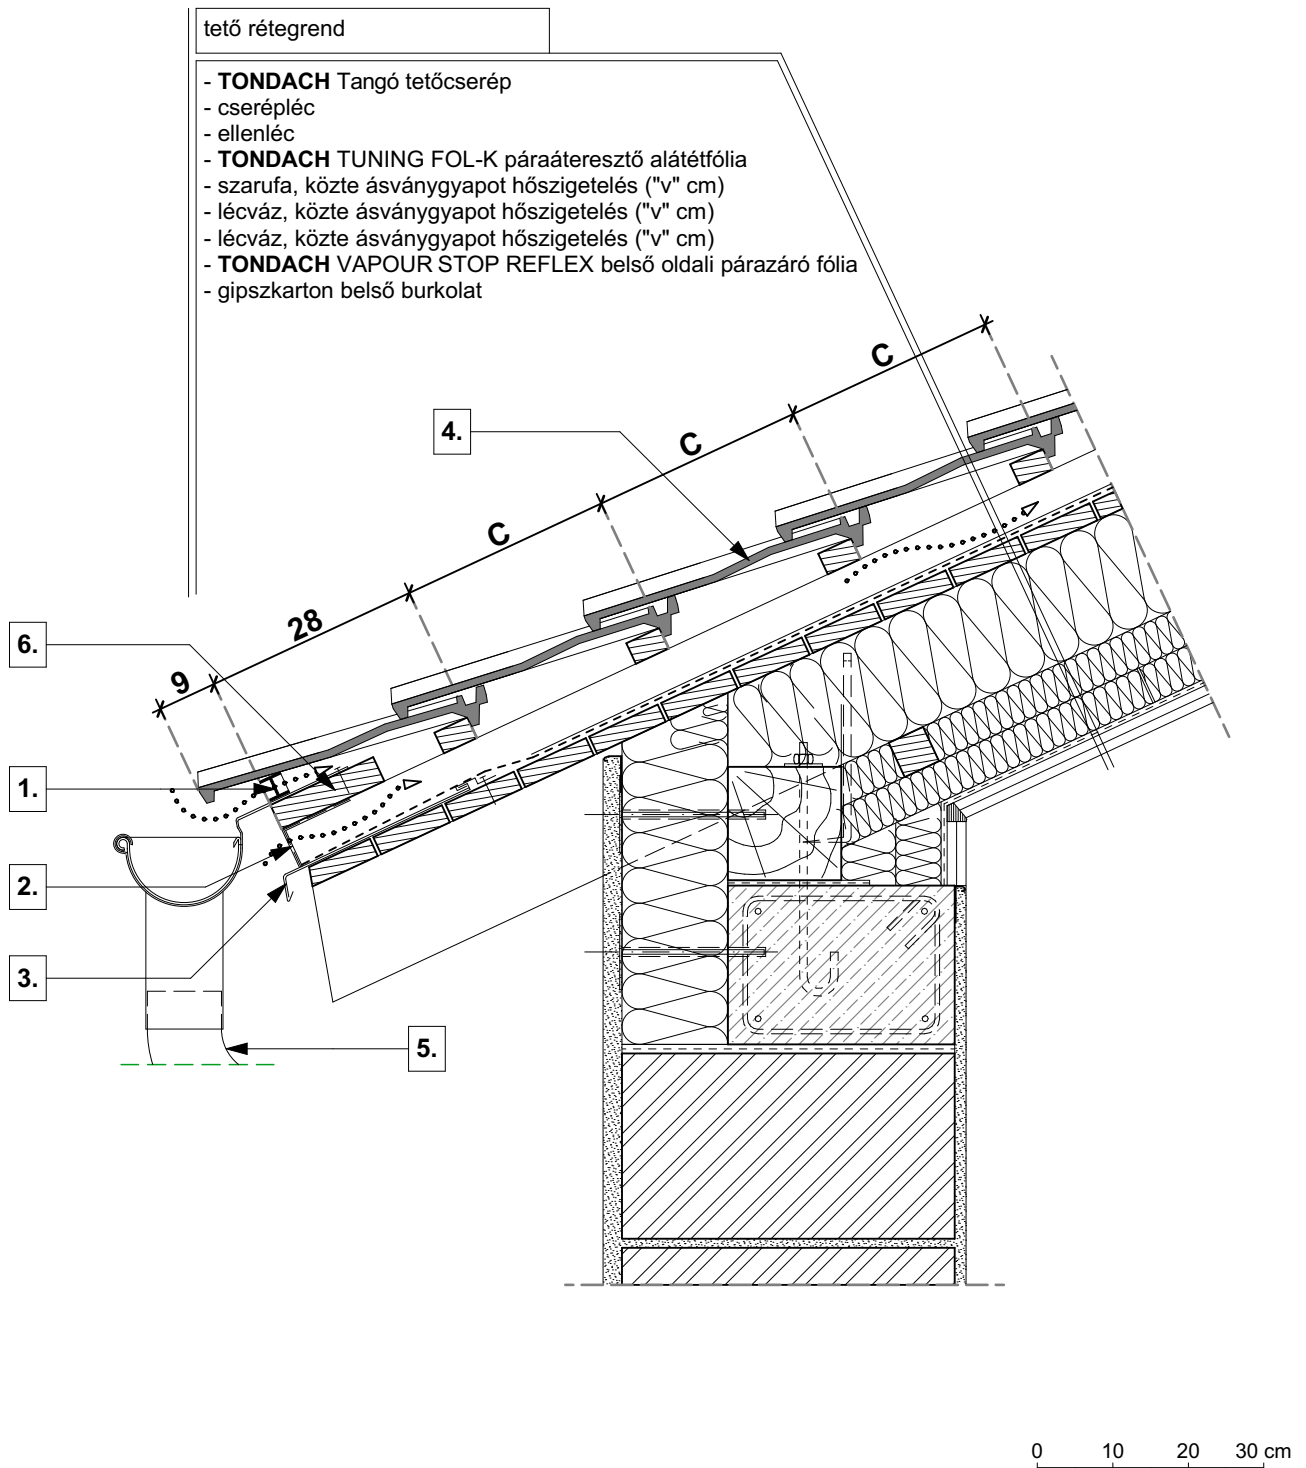 tető rétegrend
- TONDACH Tangó tetőcserép
- cserépléc
- ellenléc
- TONDACH TUNING FOL-K páraáteresztő alátétfólia
- szarufa, közte ásványgyapot hőszigetelés ("v" cm)
- lécváz, közte ásványgyapot hőszigetelés ("v" cm)
- lécváz, közte ásványgyapot hőszigetelés ("v" cm)
- TONDACH VAPOUR STOP REFLEX belső oldali párazáró fólia
- gipszkarton belső burkolat
C
4.
C
C
28
6.
9
1.
2.
3.
5.
0 10 20 30 cm